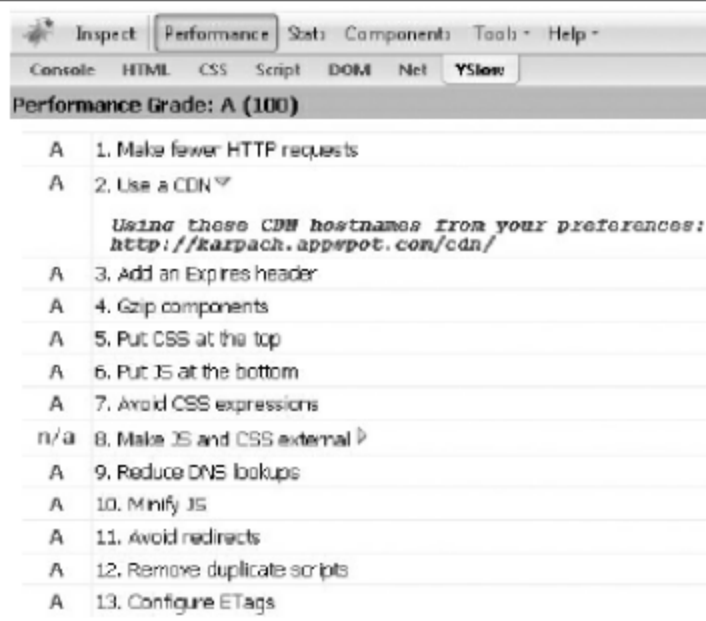 Inspect Performance Stats Components Tools Help
Console HTML CSS Script DOM Net YSlow
Performance Grade: A (100)
A 1. Make fewer HTTP requests
A 2. Use a CDN
Using these CDN hostnames from your preferences:
http://karpach.appspot.com/cdn/
A 3. Add an Expires header
A 4. Gzip components
A 5. Put CSS at the top
A 6. Put JS at the bottom
A 7. Avoid CSS expressions
n/a 8. Make JS and CSS external
A 9. Reduce DNS lookups
A 10. Minify JS
A 11. Avoid redirects
A 12. Remove duplicate scripts
A 13. Configure ETags